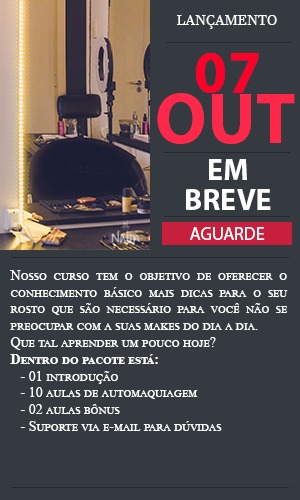 LANÇAMENTO
07
OUT
EM
BREVE
AGUARDE
Nosso curso tem o objetivo de oferecer o
conhecimento básico mais dicas para o seu
rosto que são necessário para você não se
preocupar com a suas makes do dia a dia.
Que tal aprender um pouco hoje?
Dentro do pacote está:
- 01 introdução
- 10 aulas de automaquiagem
- 02 aulas bônus
- Suporte via e-mail para dúvidas